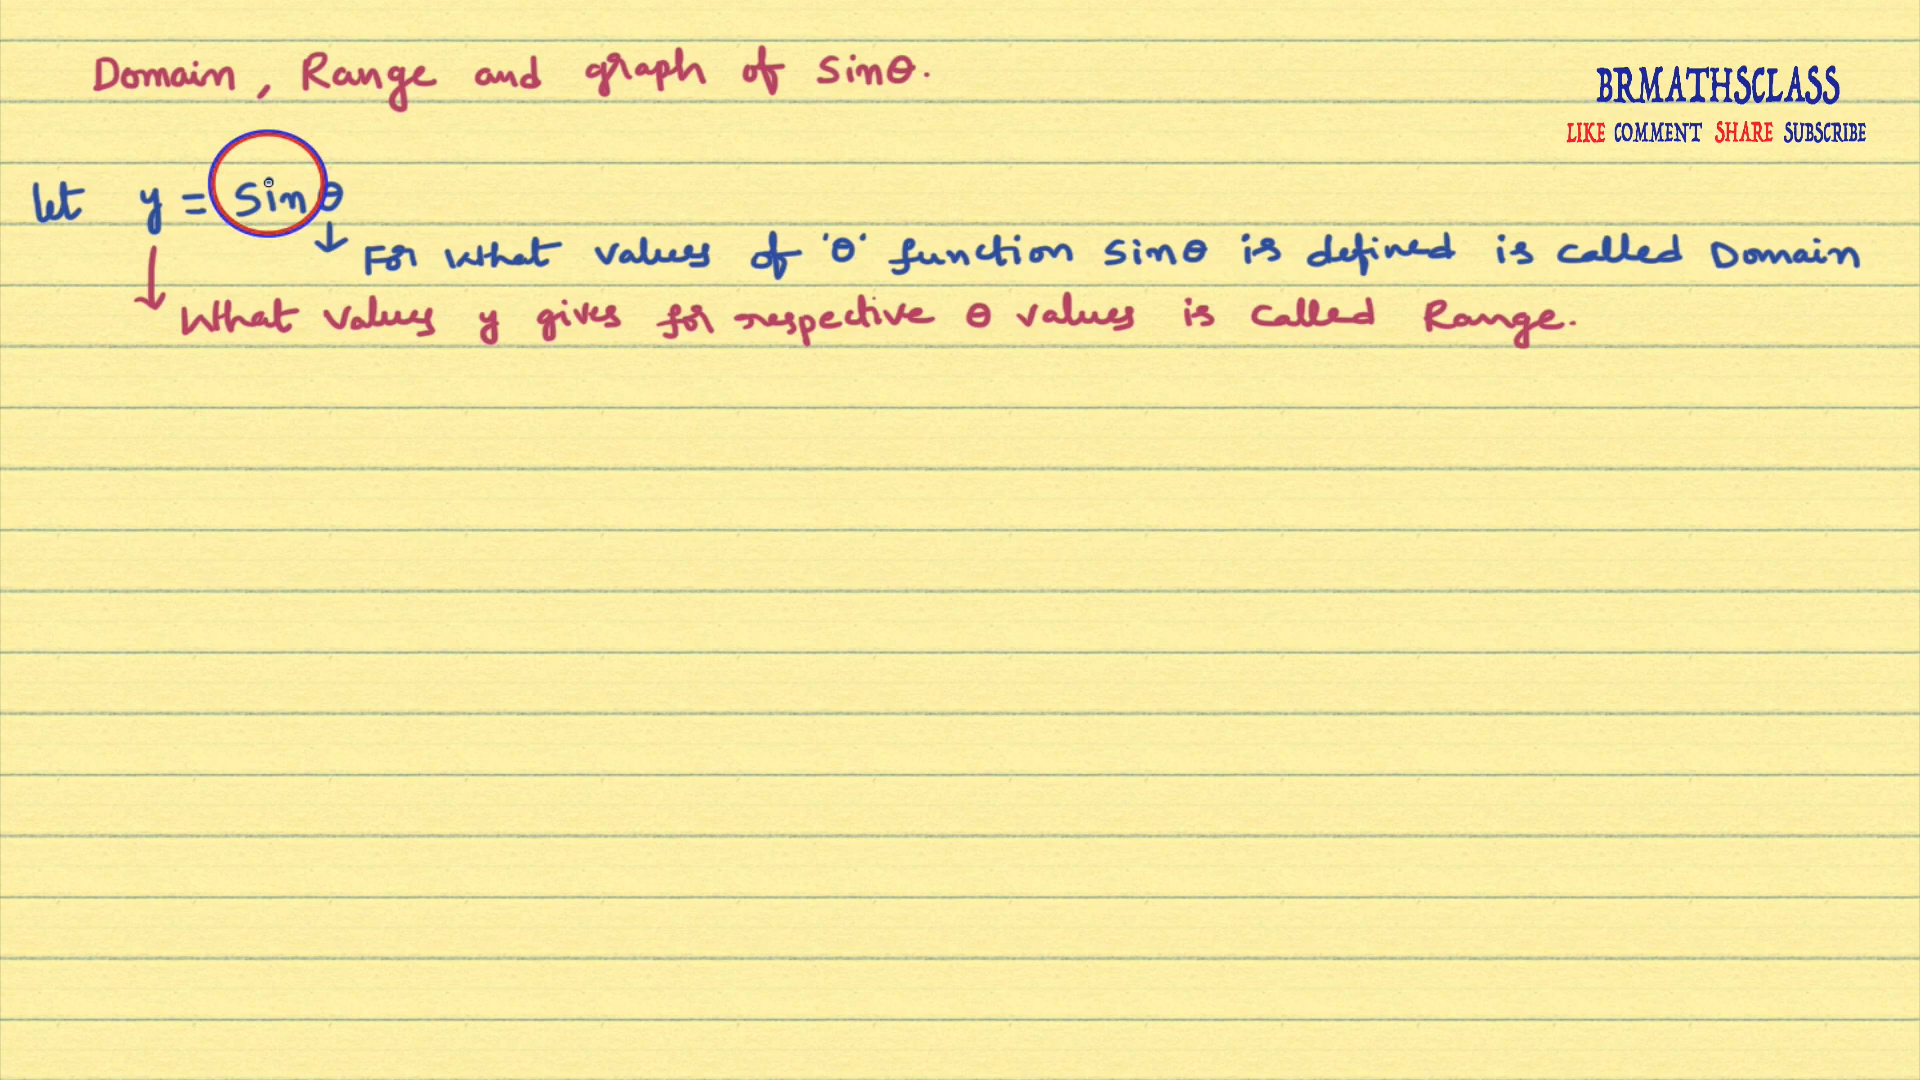 Domain, Range and graph of Sinθ.
BRMATHSCLASS
LIKE COMMENT SHARE SUBSCRIBE
let y = Sin θ
For what values of 'θ' function Sinθ is defined is called Domain
What values y gives for respective θ values is called Range.